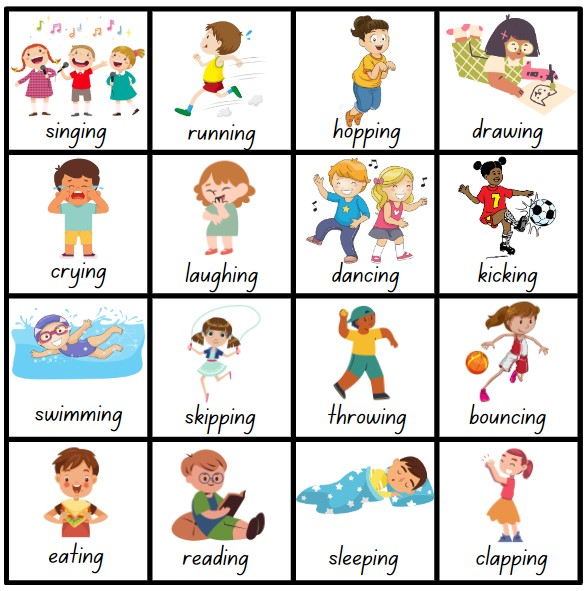 singing
running
hopping
drawing
crying
laughing
dancing
kicking
swimming
skipping
throwing
bouncing
eating
reading
sleeping
clapping